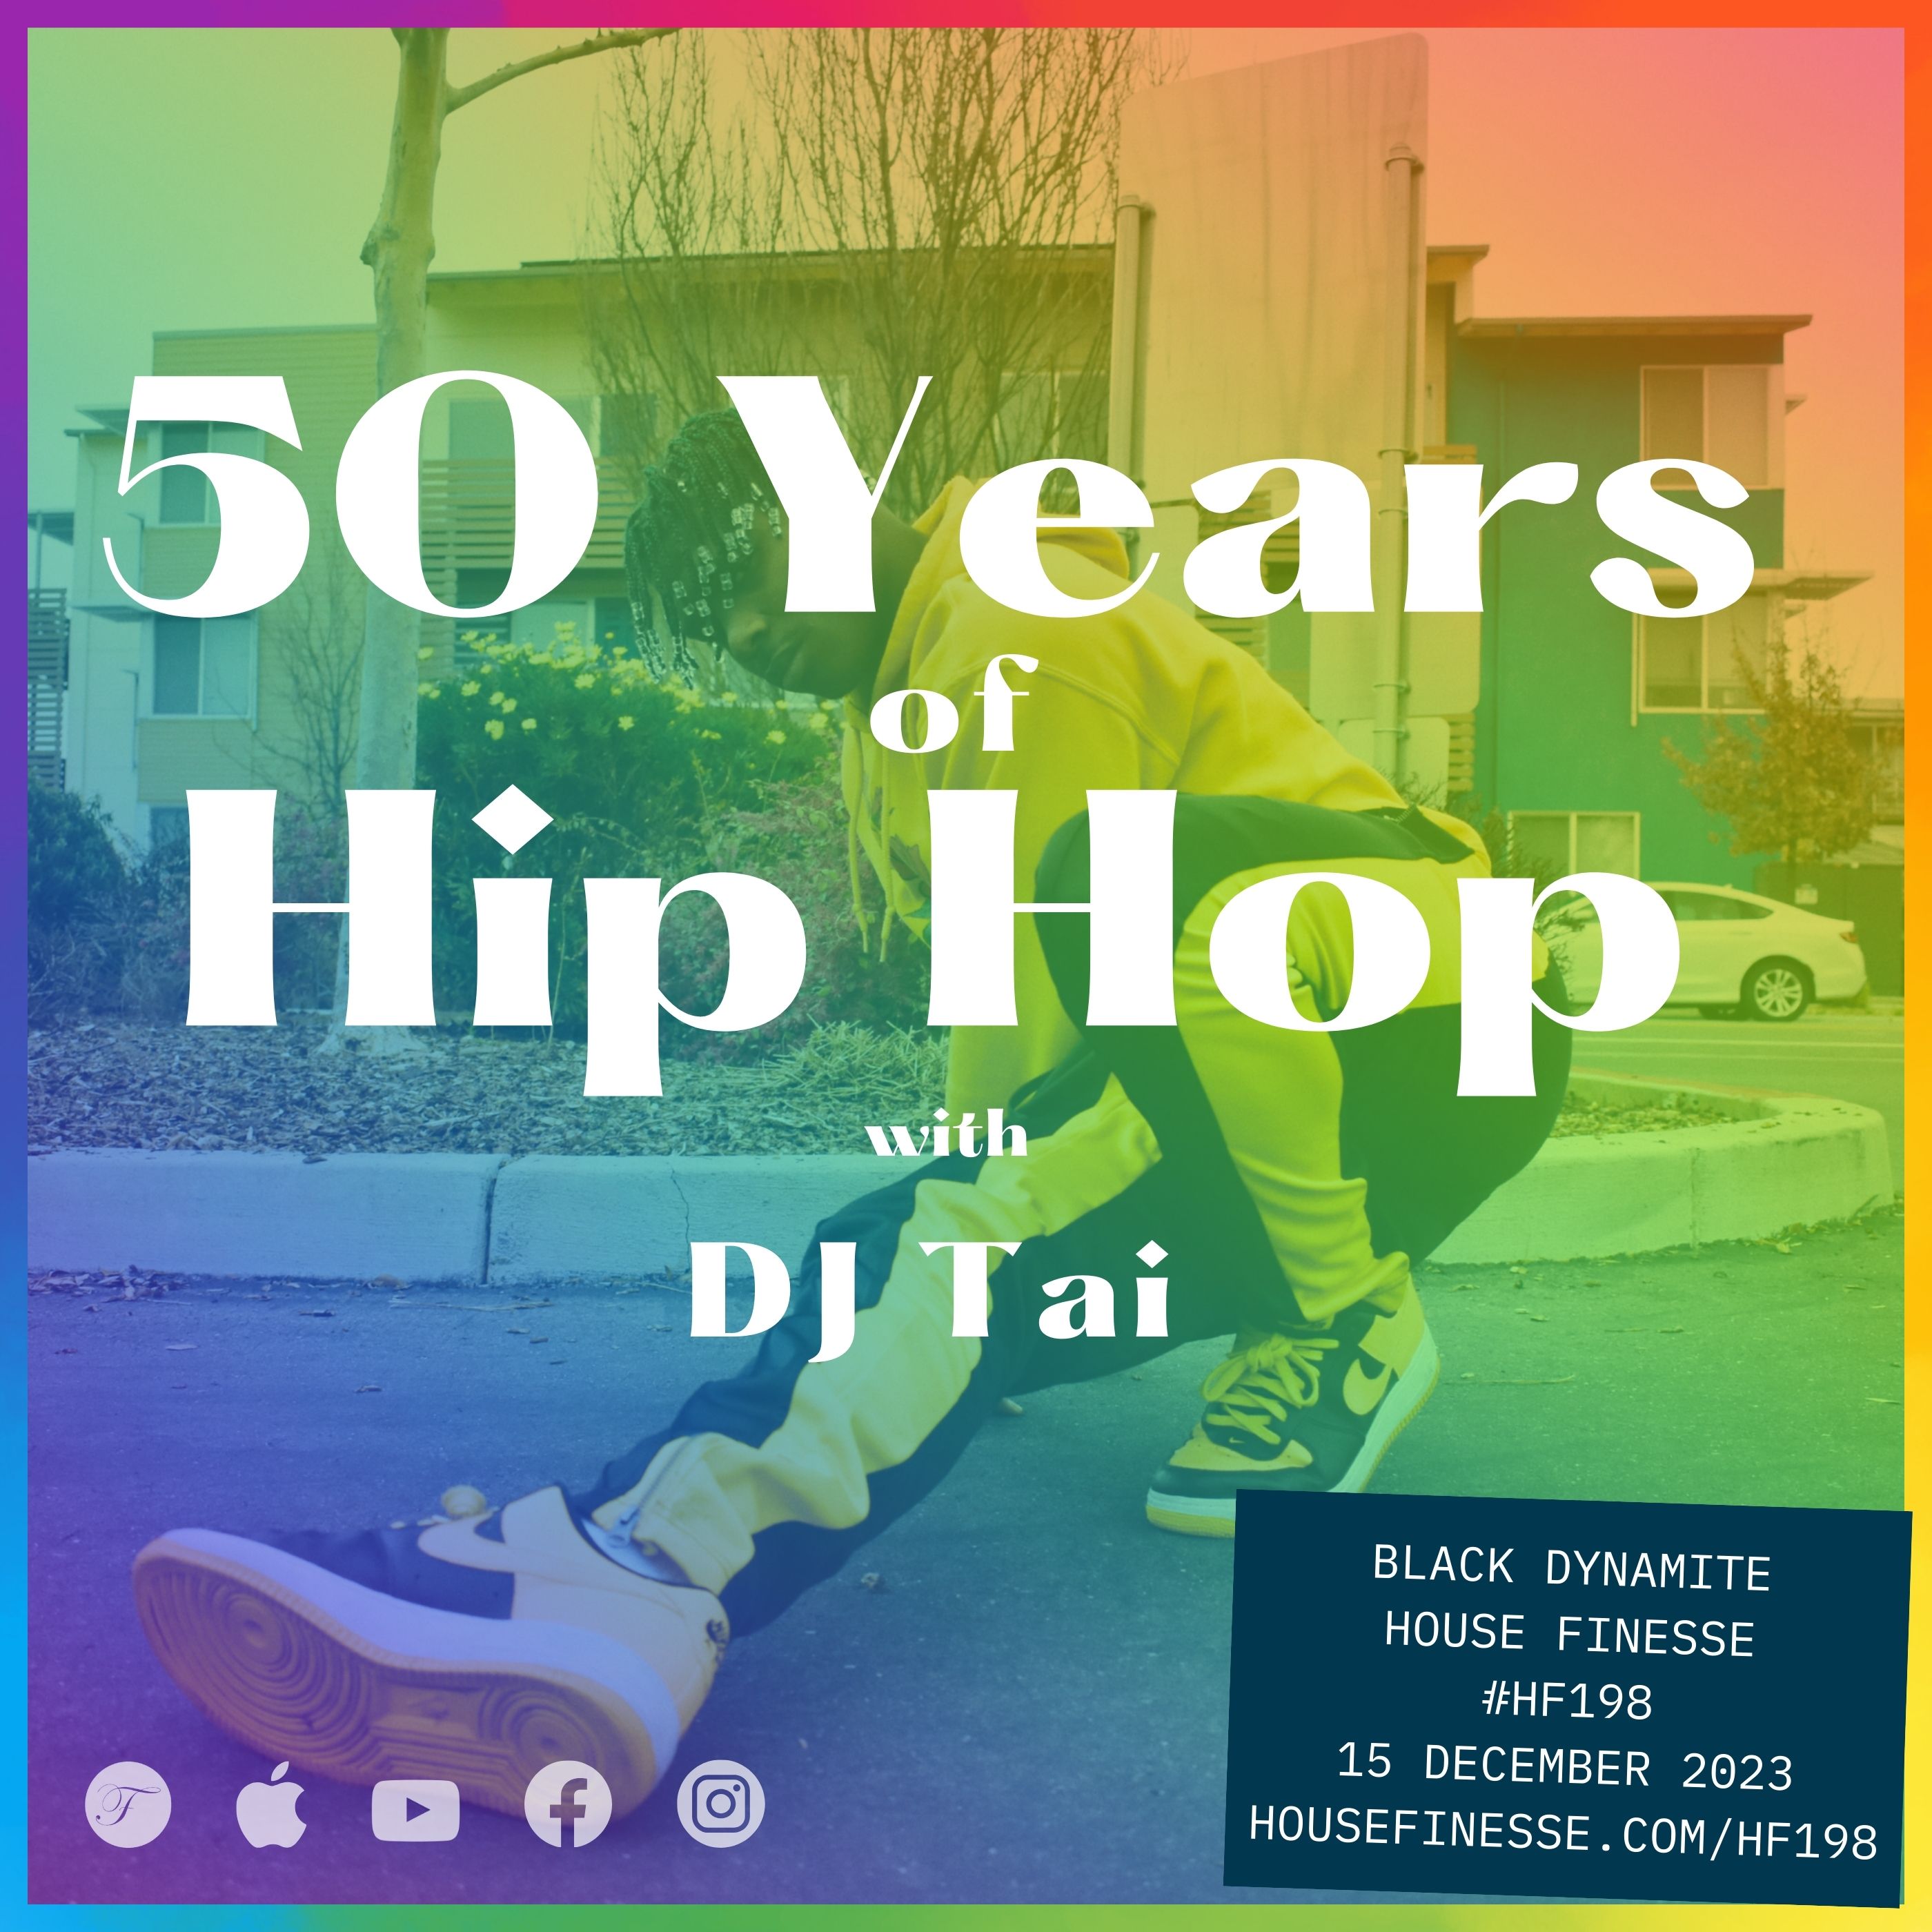 50 Years
of
Hip Hop
with
DJ Tai
BLACK DYNAMITE
HOUSE FINESSE
#HF198
15 DECEMBER 2023
HOUSEFINESSE.COM/HF198
F